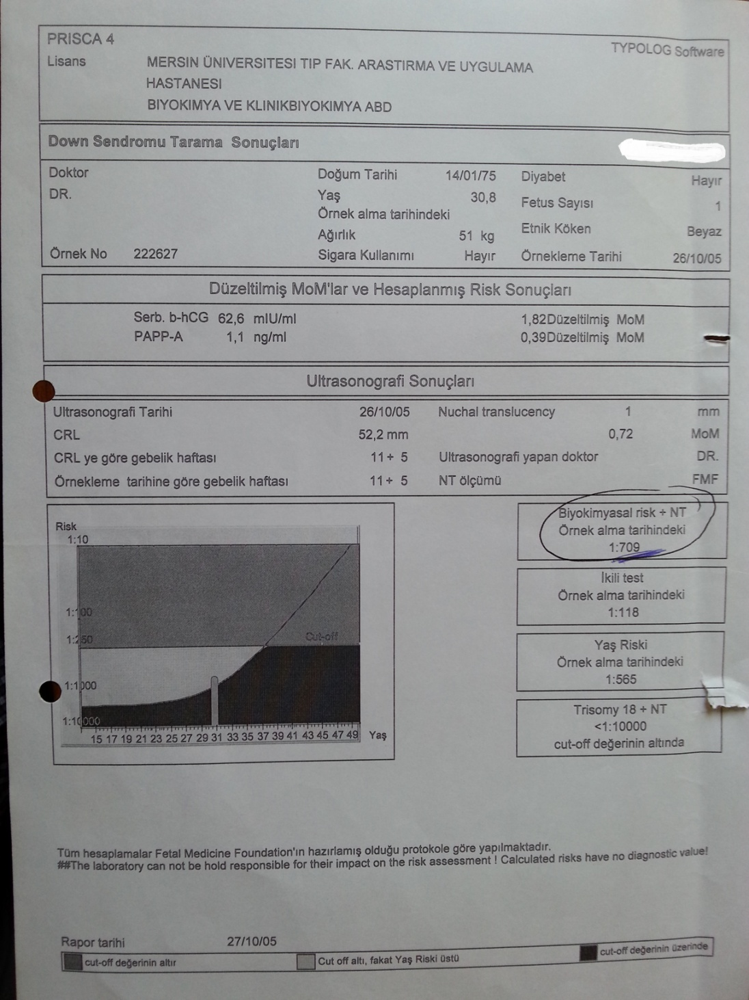 PRISCA 4
TYPOLOG Software
Lisans MERSIN ÜNIVERSITESI TIP FAK. ARASTIRMA VE UYGULAMA
HASTANESI
BIYOKIMYA VE KLINIKBIYOKIMYA ABD
Down Sendromu Tarama Sonuçları
Doktor Doğum Tarihi 14/01/75 Diyabet Hayır
DR. Yaş 30,8 Fetus Sayısı 1
Örnek alma tarihindeki
Ağırlık 51 kg Etnik Köken Beyaz
Örnek No 222627 Sigara Kullanımı Hayır Örnekleme Tarihi 26/10/05
Düzeltilmiş MoM'lar ve Hesaplanmış Risk Sonuçları
Serb. b-hCG 62,6 mIU/ml 1,82Düzeltilmiş MoM
PAPP-A 1,1 ng/ml 0,39Düzeltilmiş MoM
Ultrasonografi Sonuçları
Ultrasonografi Tarihi 26/10/05 Nuchal translucency 1 mm
CRL 52,2 mm 0,72 MoM
CRL ye göre gebelik haftası 11+ 5 Ultrasonografi yapan doktor DR.
Örnekleme tarihine göre gebelik haftası 11+ 5 NT ölçümü FMF
Risk
1:10
1:100
1:250
Cut-off
1:1000
1:10000
15 17 19 21 23 25 27 29 31 33 35 37 39 41 43 45 47 49 Yaş
Biyokimyasal risk + NT
Örnek alma tarihindeki
1:709
İkili test
Örnek alma tarihindeki
1:118
Yaş Riski
Örnek alma tarihindeki
1:565
Trisomy 18 + NT
<1:10000
cut-off değerinin altında
Tüm hesaplamalar Fetal Medicine Foundation'ın hazırlamış olduğu protokole göre yapılmaktadır.
##The laboratory can not be hold responsible for their impact on the risk assessment ! Calculated risks have no diagnostic value!
Rapor tarihi 27/10/05
cut-off değerinin altır Cut off altı, fakat Yaş Riski üstü cut-off değerinin üzerinde